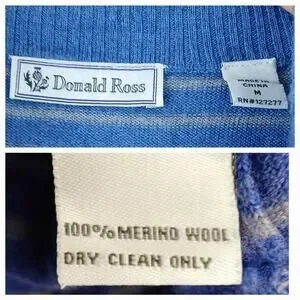 Donald Ross
MADE IN
CHINA
M
RN#127277
100% MERINO WOOL
DRY CLEAN ONLY